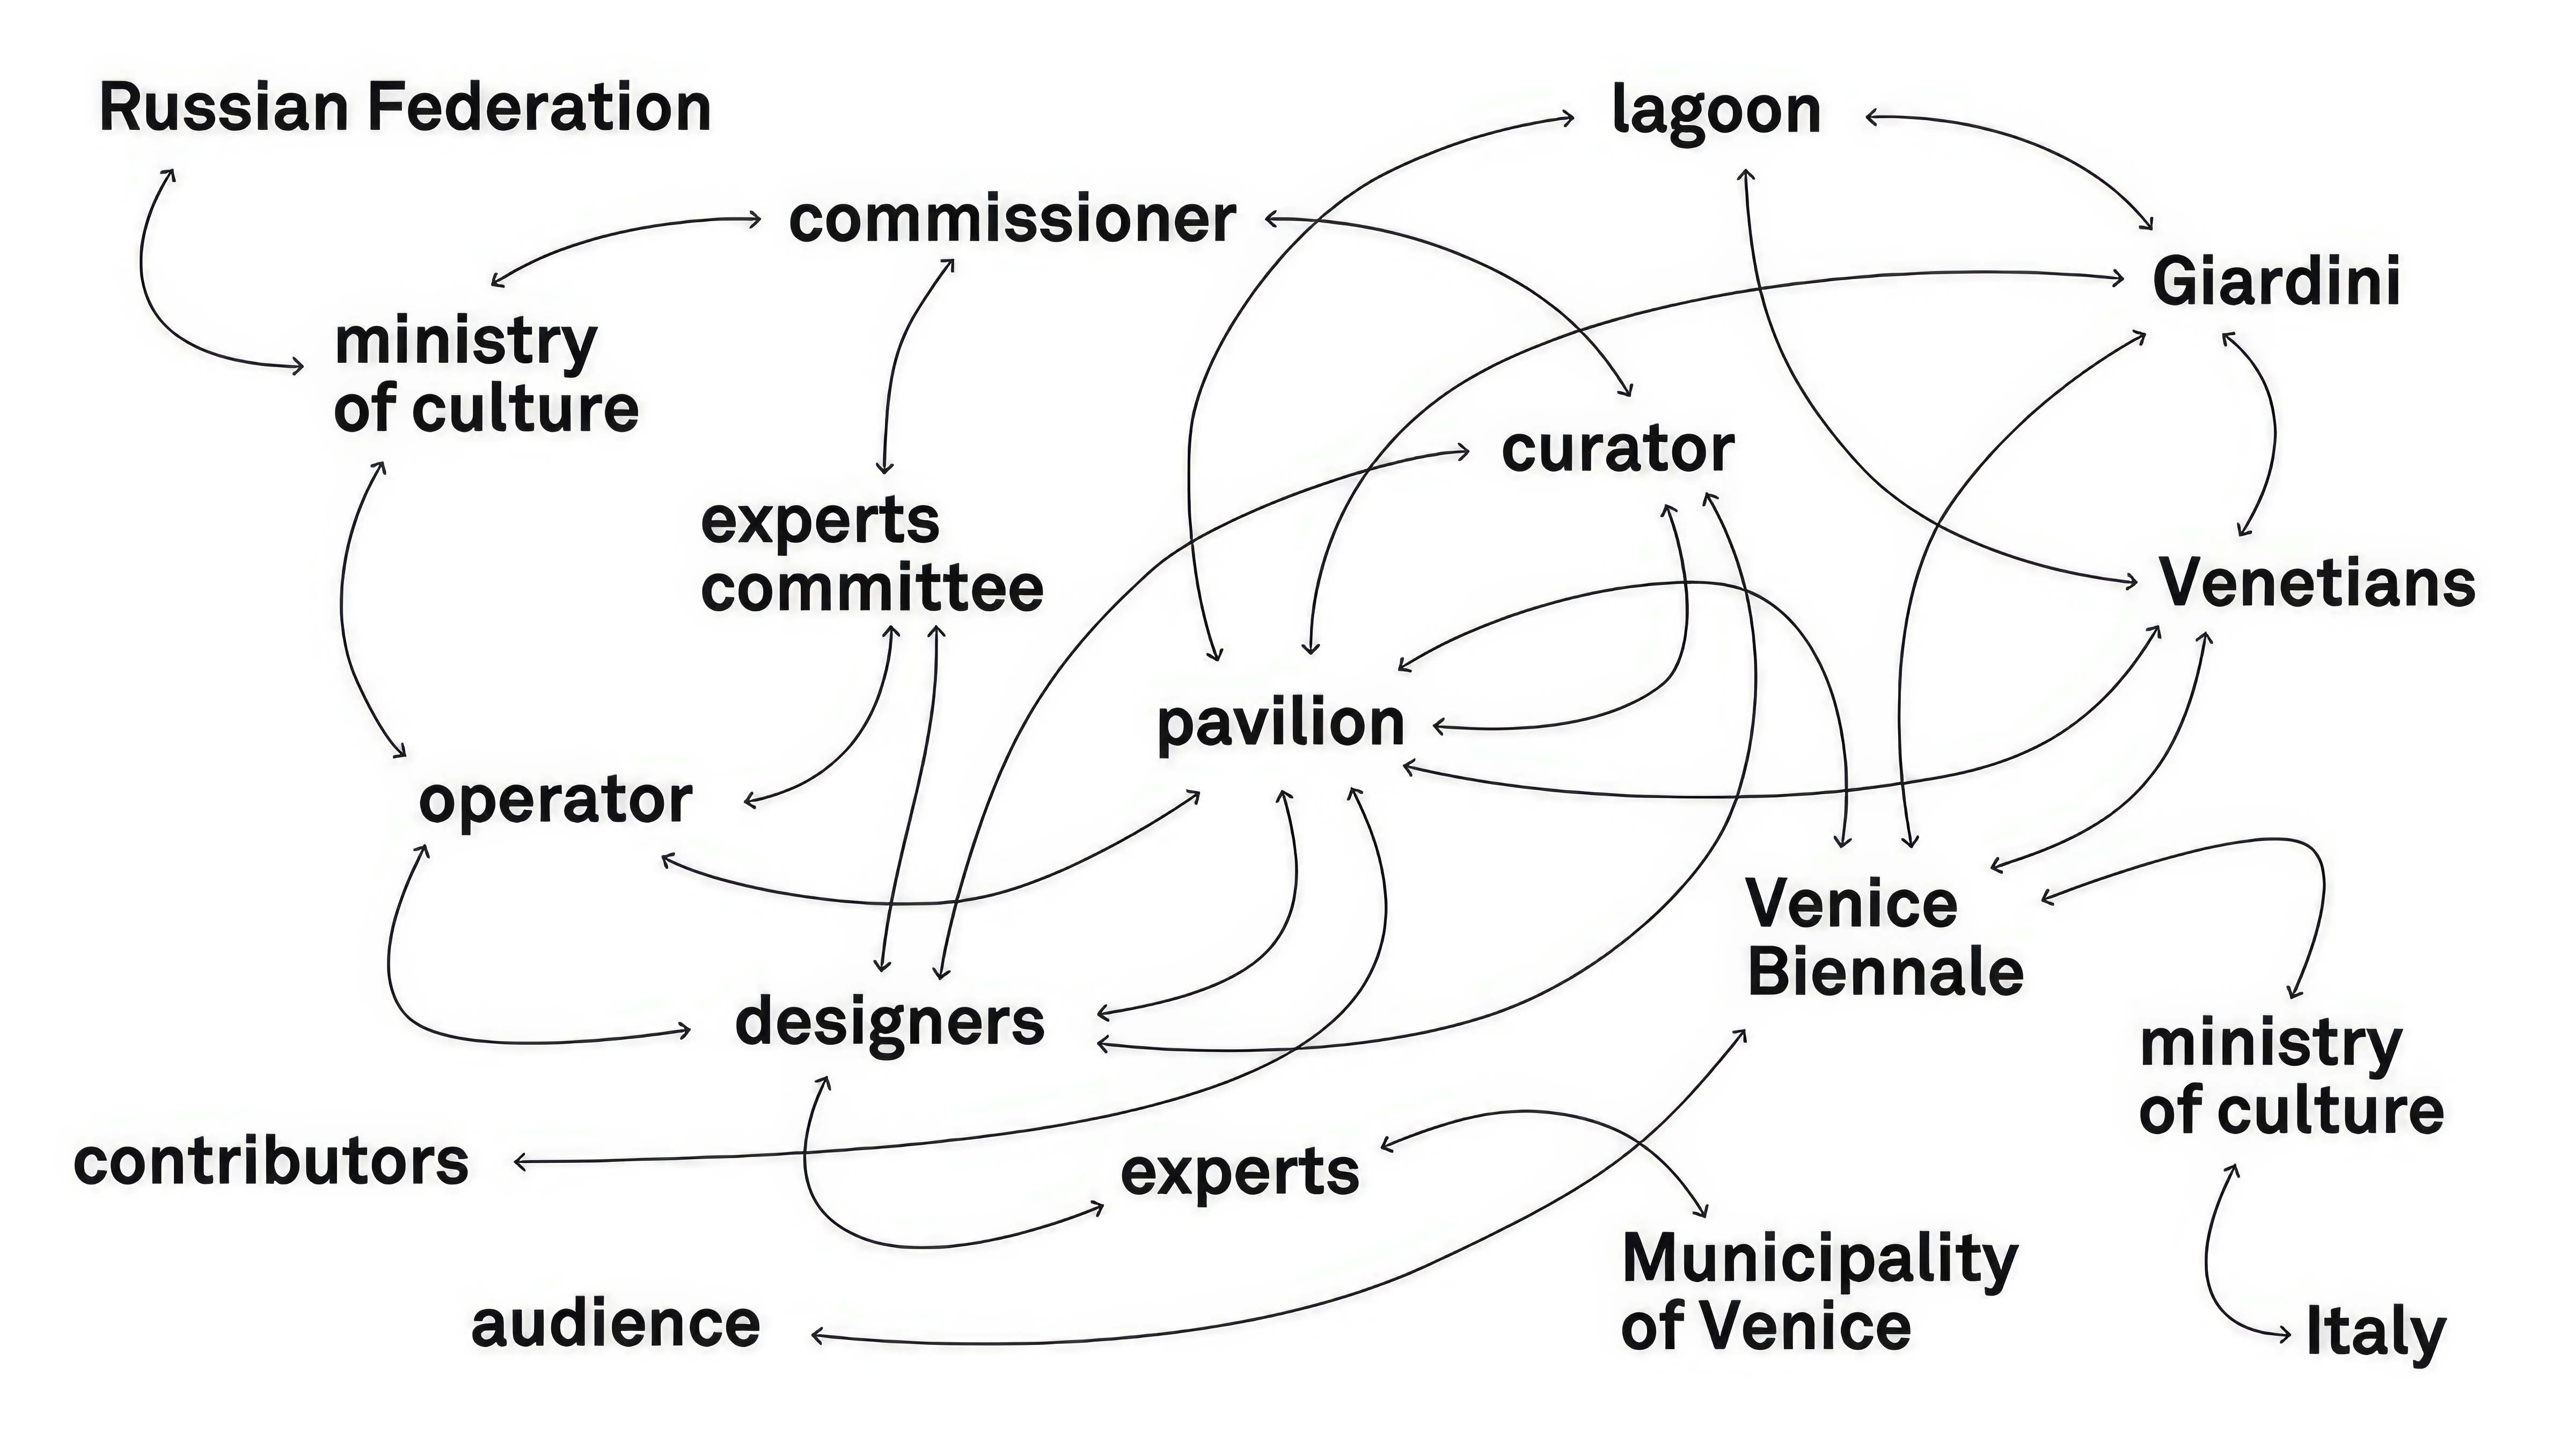 Russian Federation
lagoon
commissioner
Giardini
ministry
of culture
curator
experts
committee
Venetians
pavilion
operator
Venice
Biennale
designers
ministry
of culture
contributors
experts
Municipality
of Venice
audience
Italy